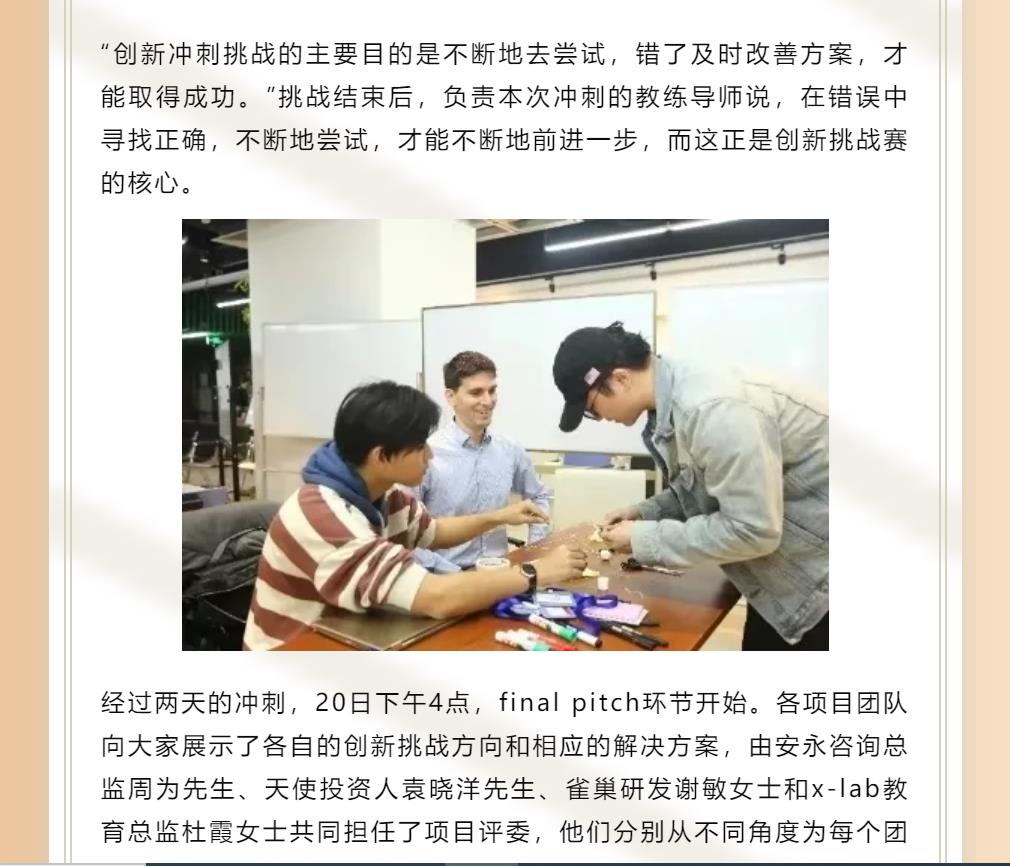 “创新冲刺挑战的主要目的是不断地去尝试，错了及时改善方案，才
能取得成功。”挑战结束后，负责本次冲刺的教练导师说，在错误中
寻找正确，不断地尝试，才能不断地前进一步，而这正是创新挑战赛
的核心。
经过两天的冲刺，20日下午4点，final pitch环节开始。各项目团队
向大家展示了各自的创新挑战方向和相应的解决方案，由安永咨询总
监周为先生、天使投资人袁晓洋先生、雀巢研发谢敏女士和x-lab教
育总监杜霞女士共同担任了项目评委，他们分别从不同角度为每个团